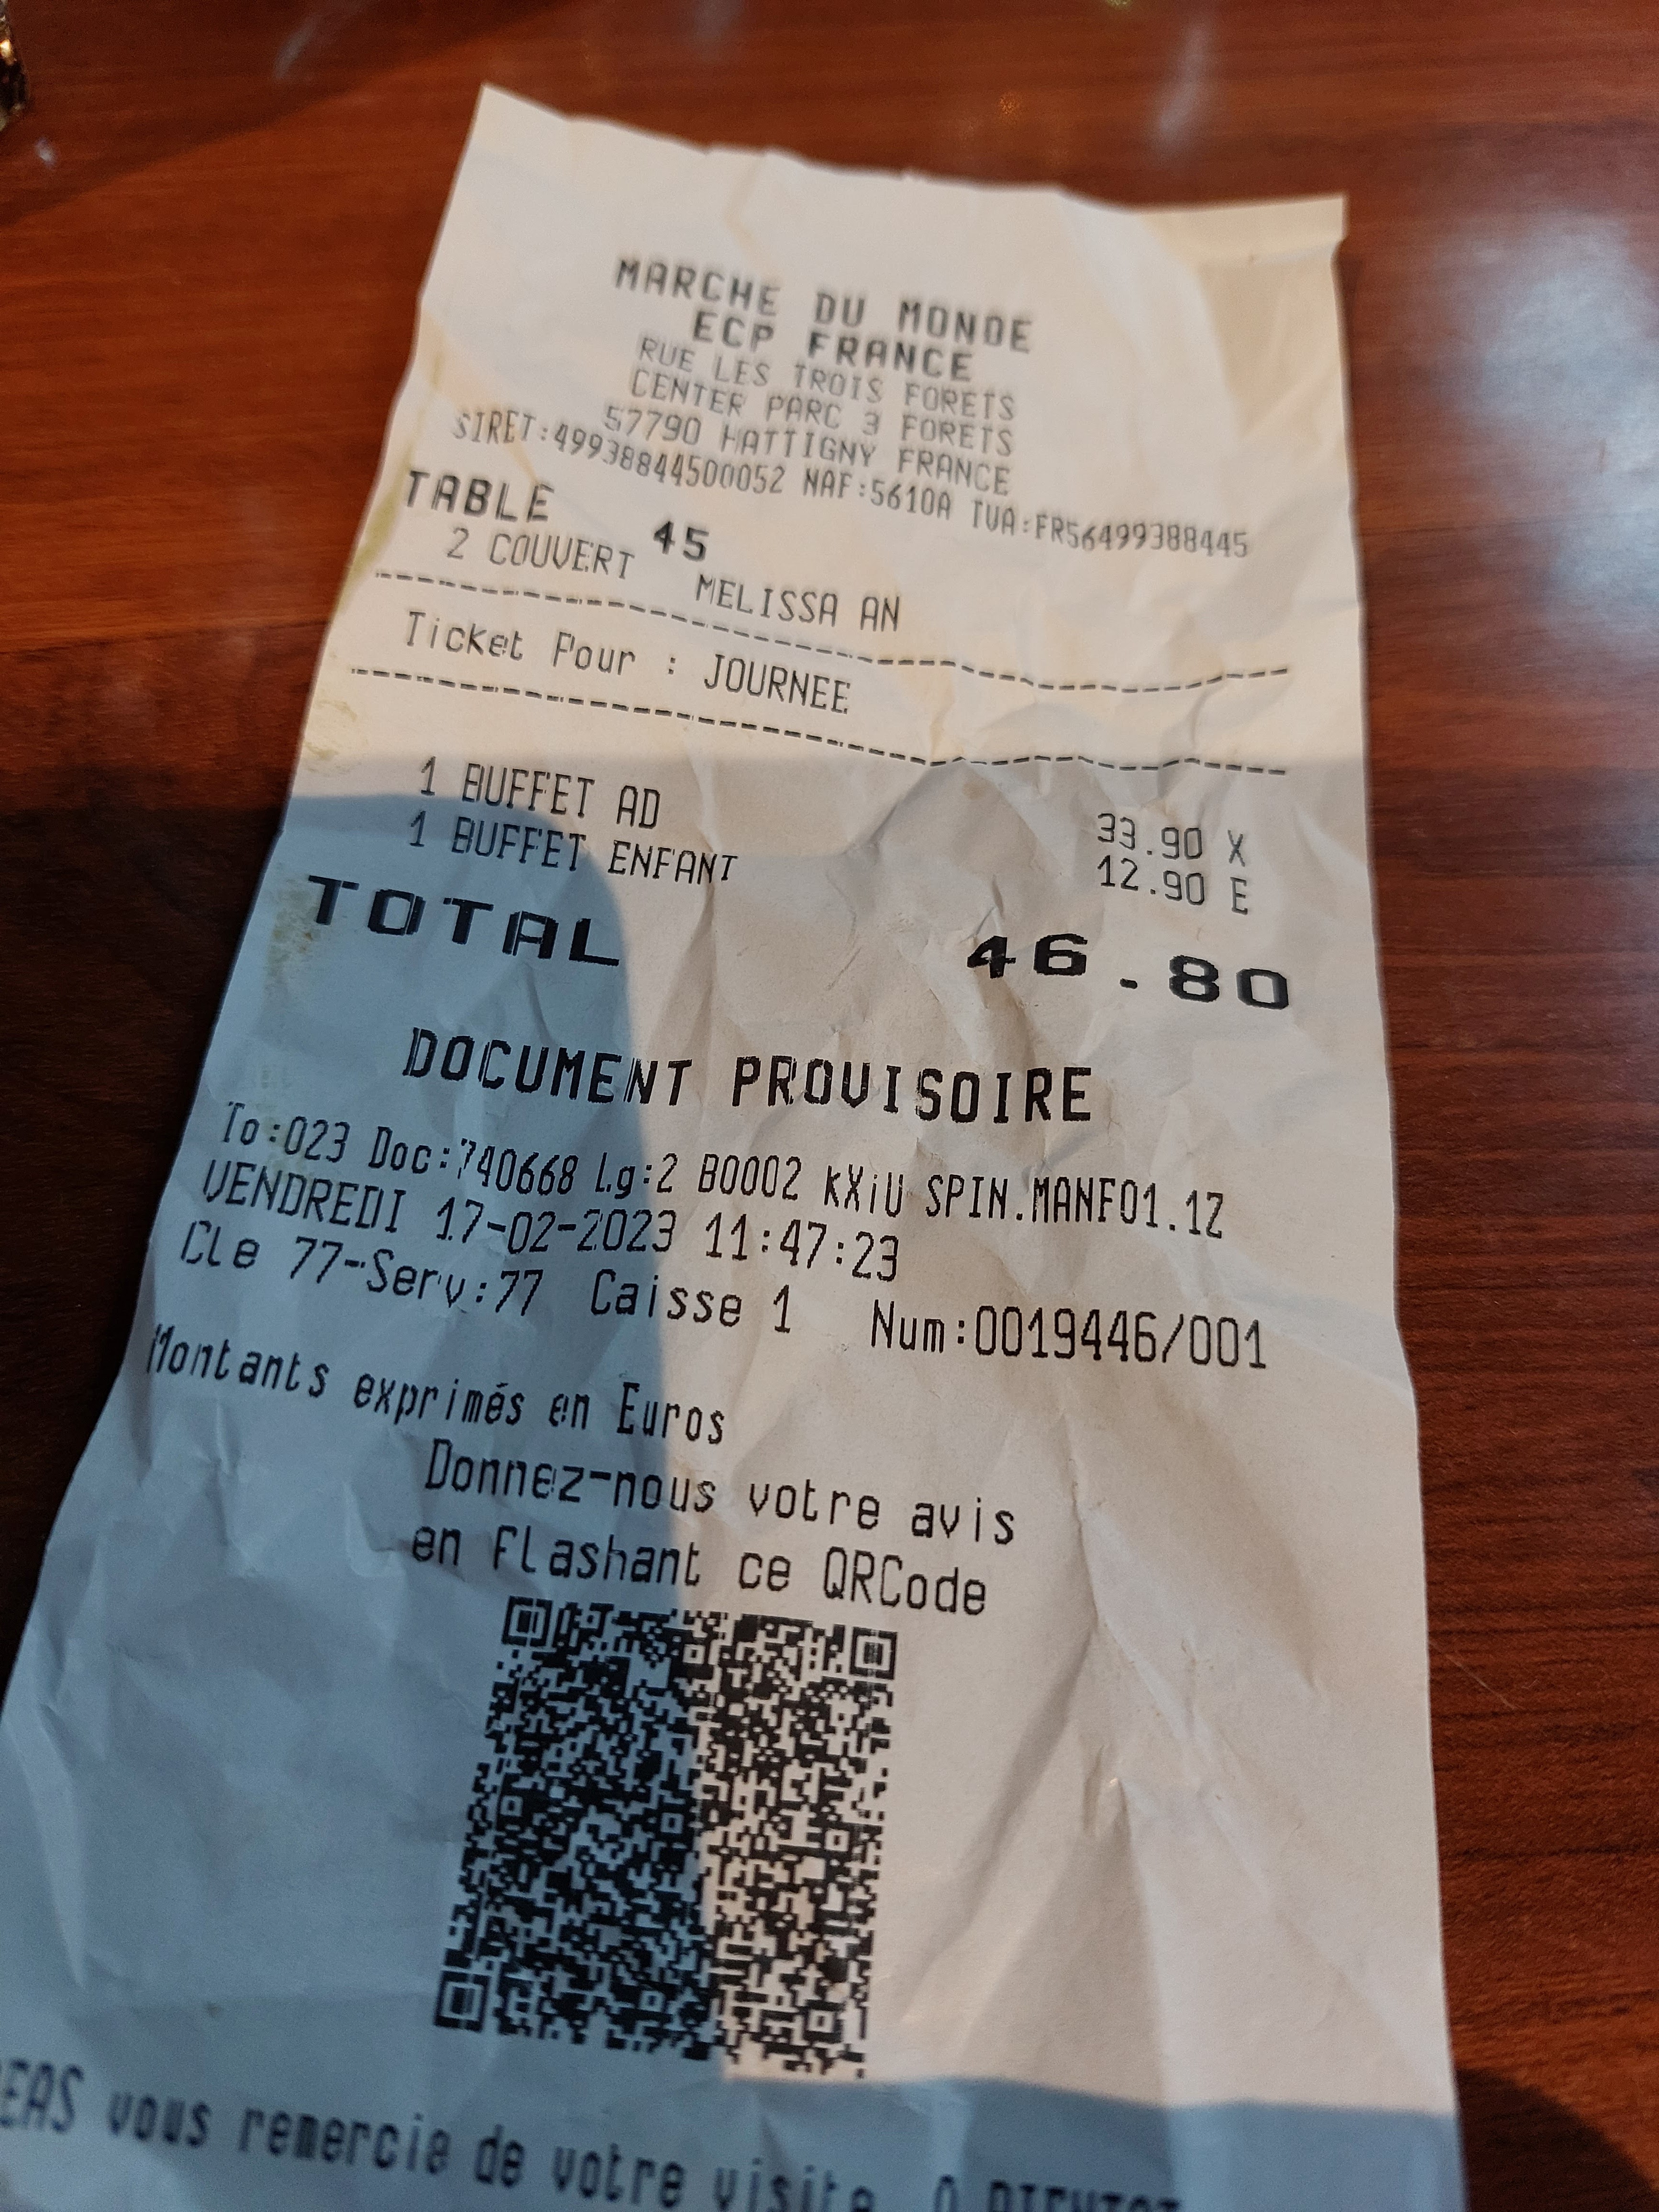 MARCHE DU MONDE
ECP FRANCE
RUE LES TROIS FORETS
CENTER PARC 3 FORETS
57790 HATTIGNY FRANCE
SIRET:49938844500052 NAF:5610A TVA:FR56499388445
TABLE 45
2 COUVERT MELISSA AN
Ticket Pour : JOURNEE
1 BUFFET AD 33.90 X
1 BUFFET ENFANT 12.90 E
TOTAL 46.80
DOCUMENT PROVISOIRE
To:023 Doc:740668 Lg:2 B0002 kXiU SPIN.MANF01.1Z
VENDREDI 17-02-2023 11:47:23
Cle 77-Serv:77 Caisse 1 Num:0019446/001
Montants exprimés en Euros
Donnez-nous votre avis
en flashant ce QRCode
vous remercie de votre visite